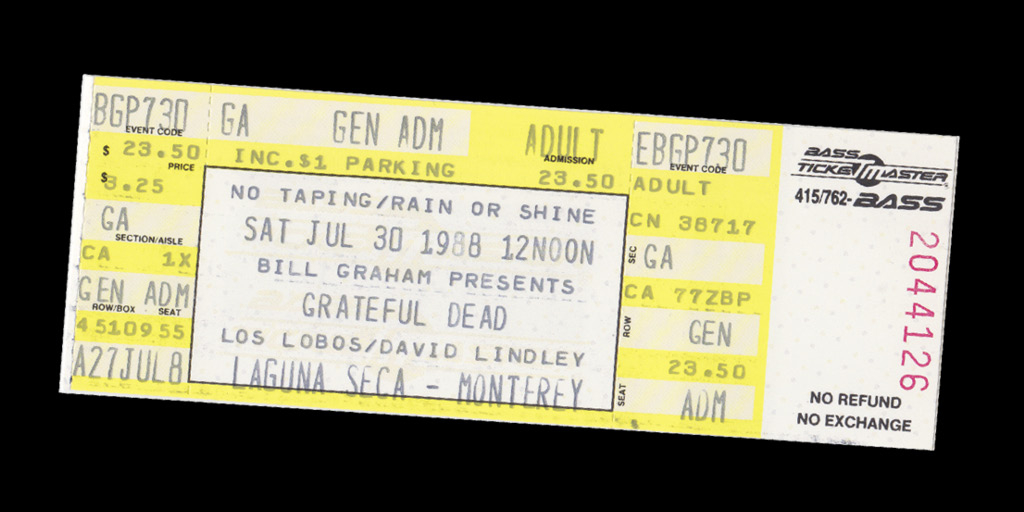 BGP730
EVENT CODE
$ 23.50
PRICE
$ 3.25
GA
SECTION/AISLE
CA 1X
GEN ADM
ROW/BOX SEAT
45109 55
A27JUL8
GA GEN ADM ADULT
ADMISSION
INC.$1 PARKING 23.50
NO TAPING/RAIN OR SHINE
SAT JUL 30 1988 12NOON
BILL GRAHAM PRESENTS
GRATEFUL DEAD
LOS LOBOS/DAVID LINDLEY
LAGUNA SECA - MONTEREY
EBGP730
EVENT CODE
ADULT
CN 38717
SEC GA
CA 77ZBP
ROW GEN
23.50
SEAT ADM
BASS
TICKETMASTER
415/762-BASS
2044126
NO REFUND
NO EXCHANGE